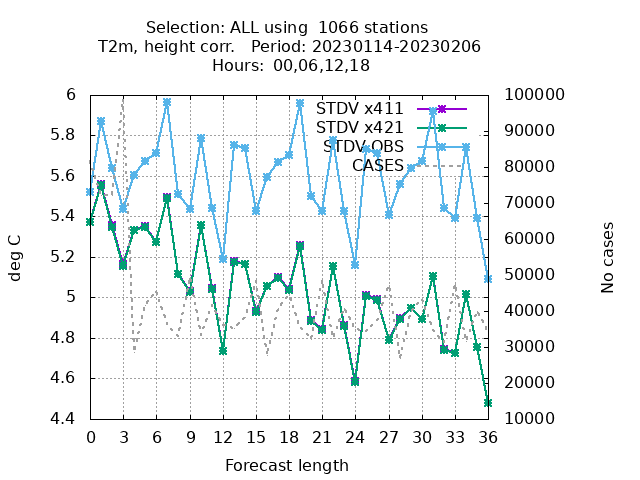 Selection: ALL using  1066 stations
T2m, height corr.   Period: 20230114-20230206
Hours:  00,06,12,18
6
5.8
5.6
5.4
5.2
5
4.8
4.6
4.4
100000
90000
80000
70000
60000
50000
40000
30000
20000
10000
STDV x411
STDV x421
STDV OBS
CASES
deg C
No cases
0 3 6 9 12 15 18 21 24 27 30 33 36
Forecast length